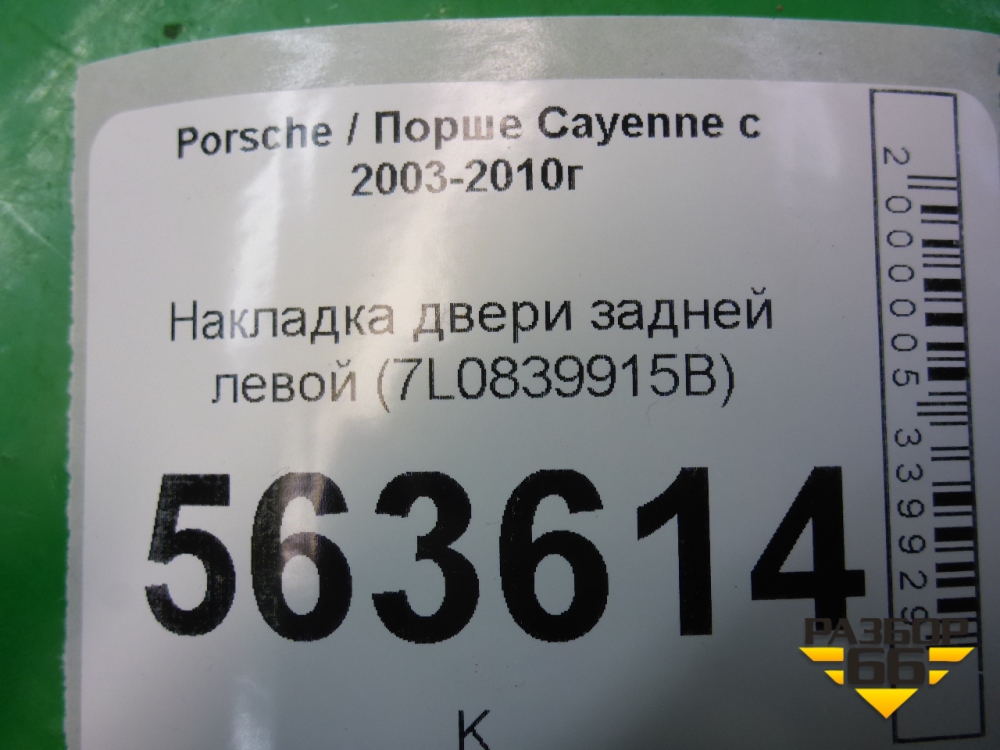 Porsche / Порше Cayenne с
2003-2010г
Накладка двери задней
левой (7L0839915B)
563614
К
2000005339929
РАЗБОР
66